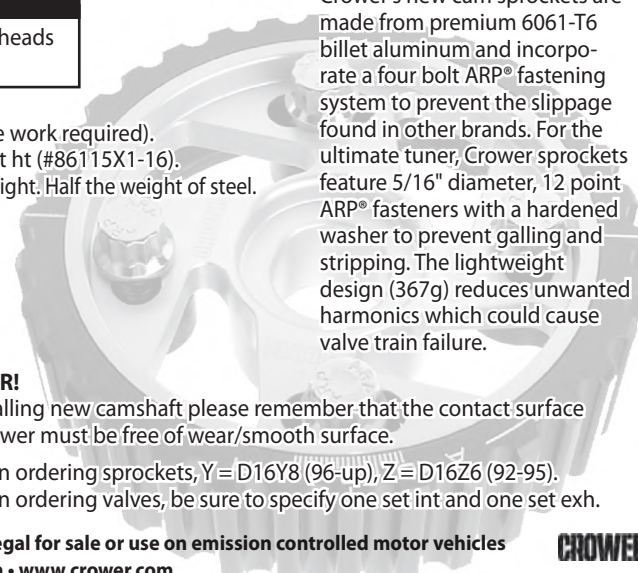 heads
work required).
ht (#86115X1-16).
Half the weight of steel.
Crower's new cam sprockets are
made from premium 6061-T6
billet aluminum and incorpo-
rate a four bolt ARP® fastening
system to prevent the slippage
found in other brands. For the
ultimate tuner, Crower sprockets
feature 5/16" diameter, 12 point
ARP® fasteners with a hardened
washer to prevent galling and
stripping. The lightweight
design (367g) reduces unwanted
harmonics which could cause
valve train failure.
R!
alling new camshaft please remember that the contact surface
wer must be free of wear/smooth surface.
n ordering sprockets, Y = D16Y8 (96-up), Z = D16Z6 (92-95).
n ordering valves, be sure to specify one set int and one set exh.
egal for sale or use on emission controlled motor vehicles
• www.crower.com
CROWER